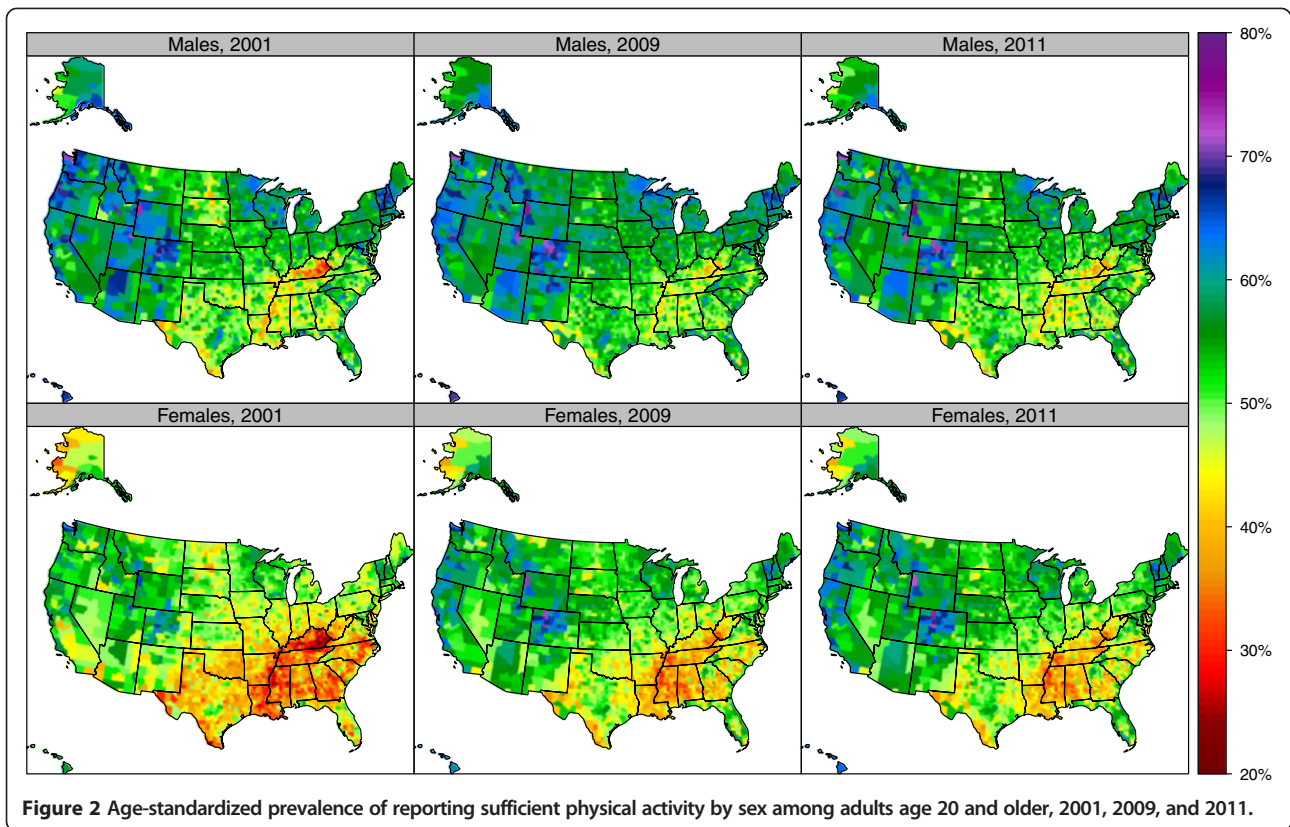 Males, 2001
Males, 2009
Males, 2011
80%
70%
60%
50%
40%
30%
20%
Females, 2001
Females, 2009
Females, 2011
Figure 2 Age-standardized prevalence of reporting sufficient physical activity by sex among adults age 20 and older, 2001, 2009, and 2011.